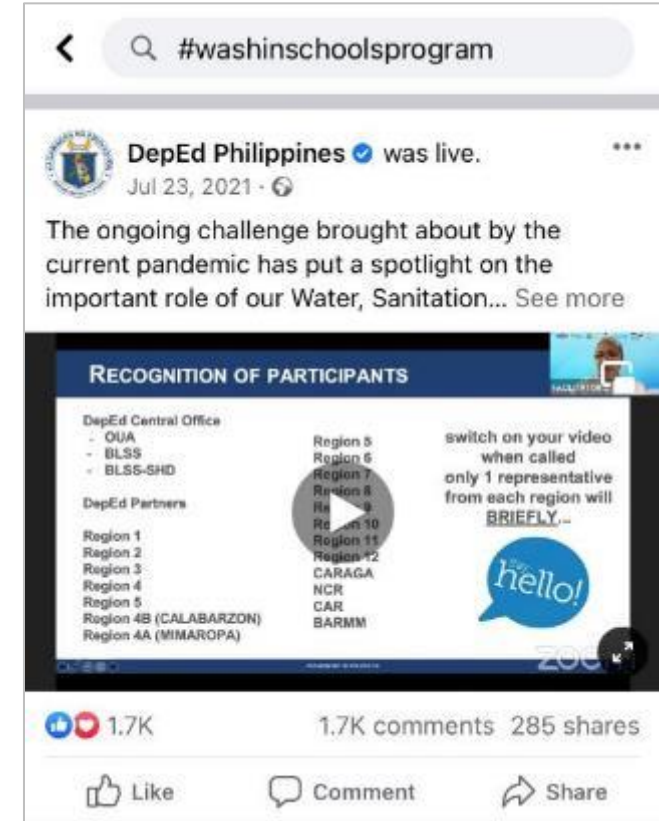 #washinschoolsprogram
DepEd Philippines was live.
Jul 23, 2021 ·
The ongoing challenge brought about by the
current pandemic has put a spotlight on the
important role of our Water, Sanitation... See more
RECOGNITION OF PARTICIPANTS
DepEd Central Office
- OUA
- BLSS
- BLSS-SHD
DepEd Partners
Region 1
Region 2
Region 3
Region 4
Region 5
Region 4B (CALABARZON)
Region 4A (MIMAROPA)
Region 5
Region 6
Region 7
Region 8
Region 10
Region 11
Region 12
CARAGA
NCR
CAR
BARMM
switch on your video
when called
only 1 representative
from each region will
BRIEFLY...
say
hello!
1.7K
1.7K comments 285 shares
Like Comment Share